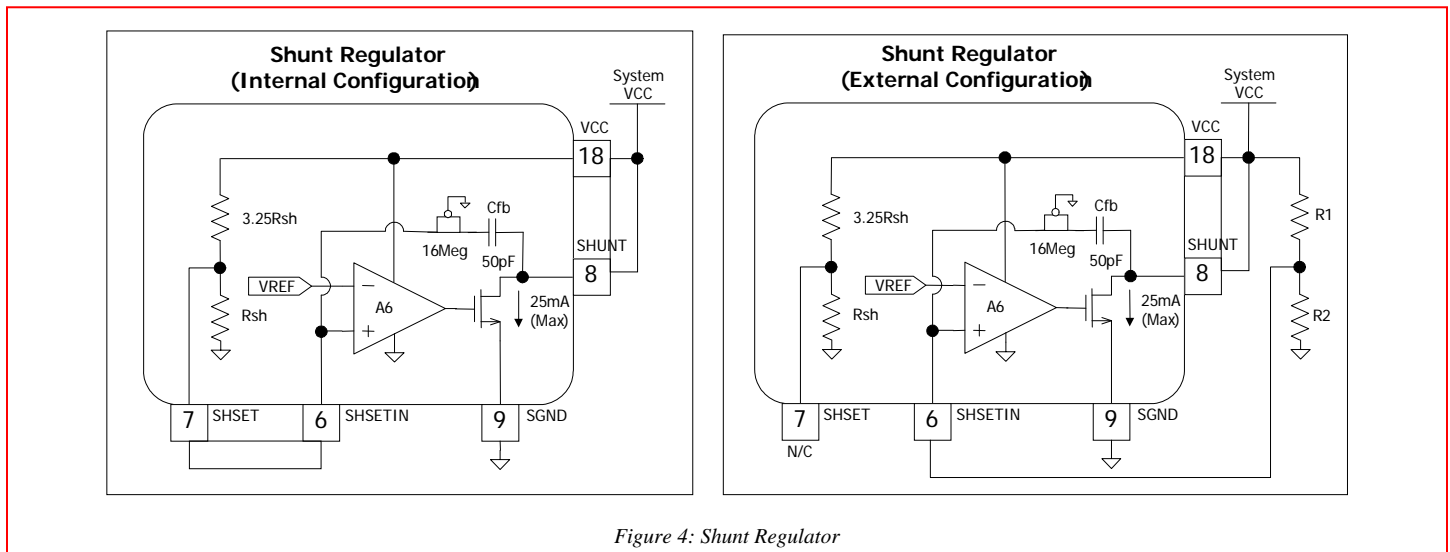 Shunt Regulator
(Internal Configuration)
System
VCC
VCC
18
3.25Rsh
Cfb
16Meg
50pF
SHUNT
8
VREF
A6
−
+
25mA
(Max)
Rsh
7
SHSET
6
SHSETIN
9
SGND
Shunt Regulator
(External Configuration)
System
VCC
VCC
18
3.25Rsh
R1
Cfb
16Meg
50pF
SHUNT
8
VREF
A6
−
+
25mA
(Max)
Rsh
R2
7
SHSET
6
SHSETIN
9
SGND
N/C
Figure 4: Shunt Regulator